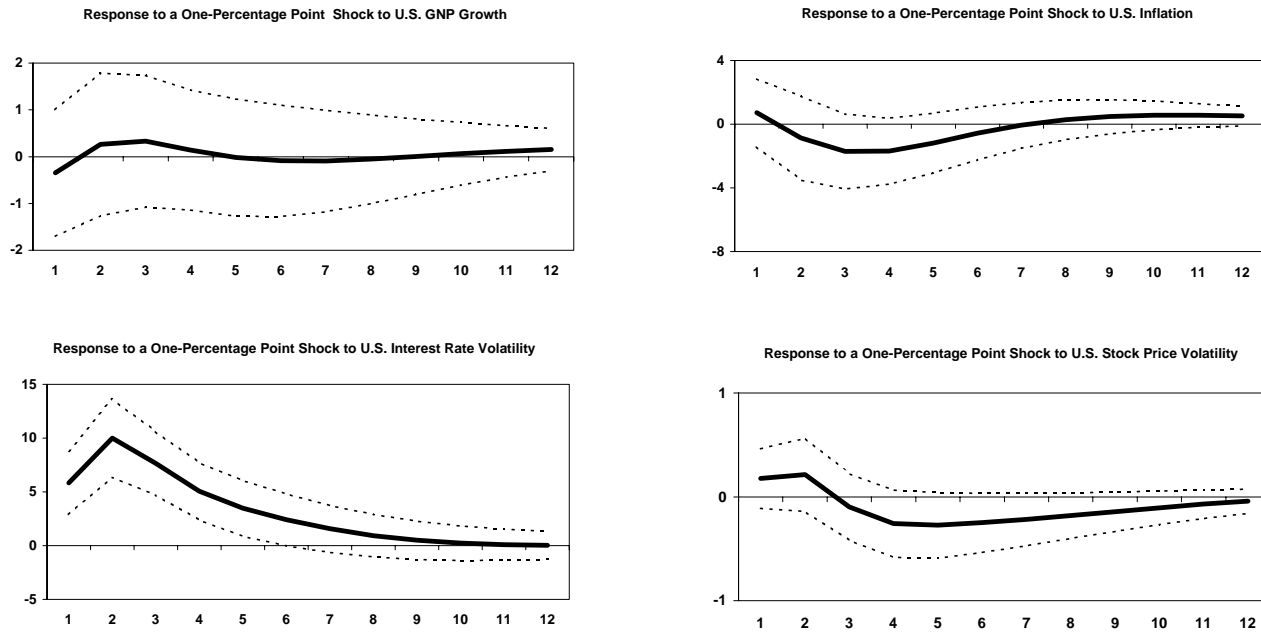 Response to a One-Percentage Point Shock to U.S. GNP Growth
2
1
0
-1
-2
1 2 3 4 5 6 7 8 9 10 11 12
Response to a One-Percentage Point Shock to U.S. Inflation
4
0
-4
-8
1 2 3 4 5 6 7 8 9 10 11 12
Response to a One-Percentage Point Shock to U.S. Interest Rate Volatility
15
10
5
0
-5
1 2 3 4 5 6 7 8 9 10 11 12
Response to a One-Percentage Point Shock to U.S. Stock Price Volatility
1
0
-1
1 2 3 4 5 6 7 8 9 10 11 12